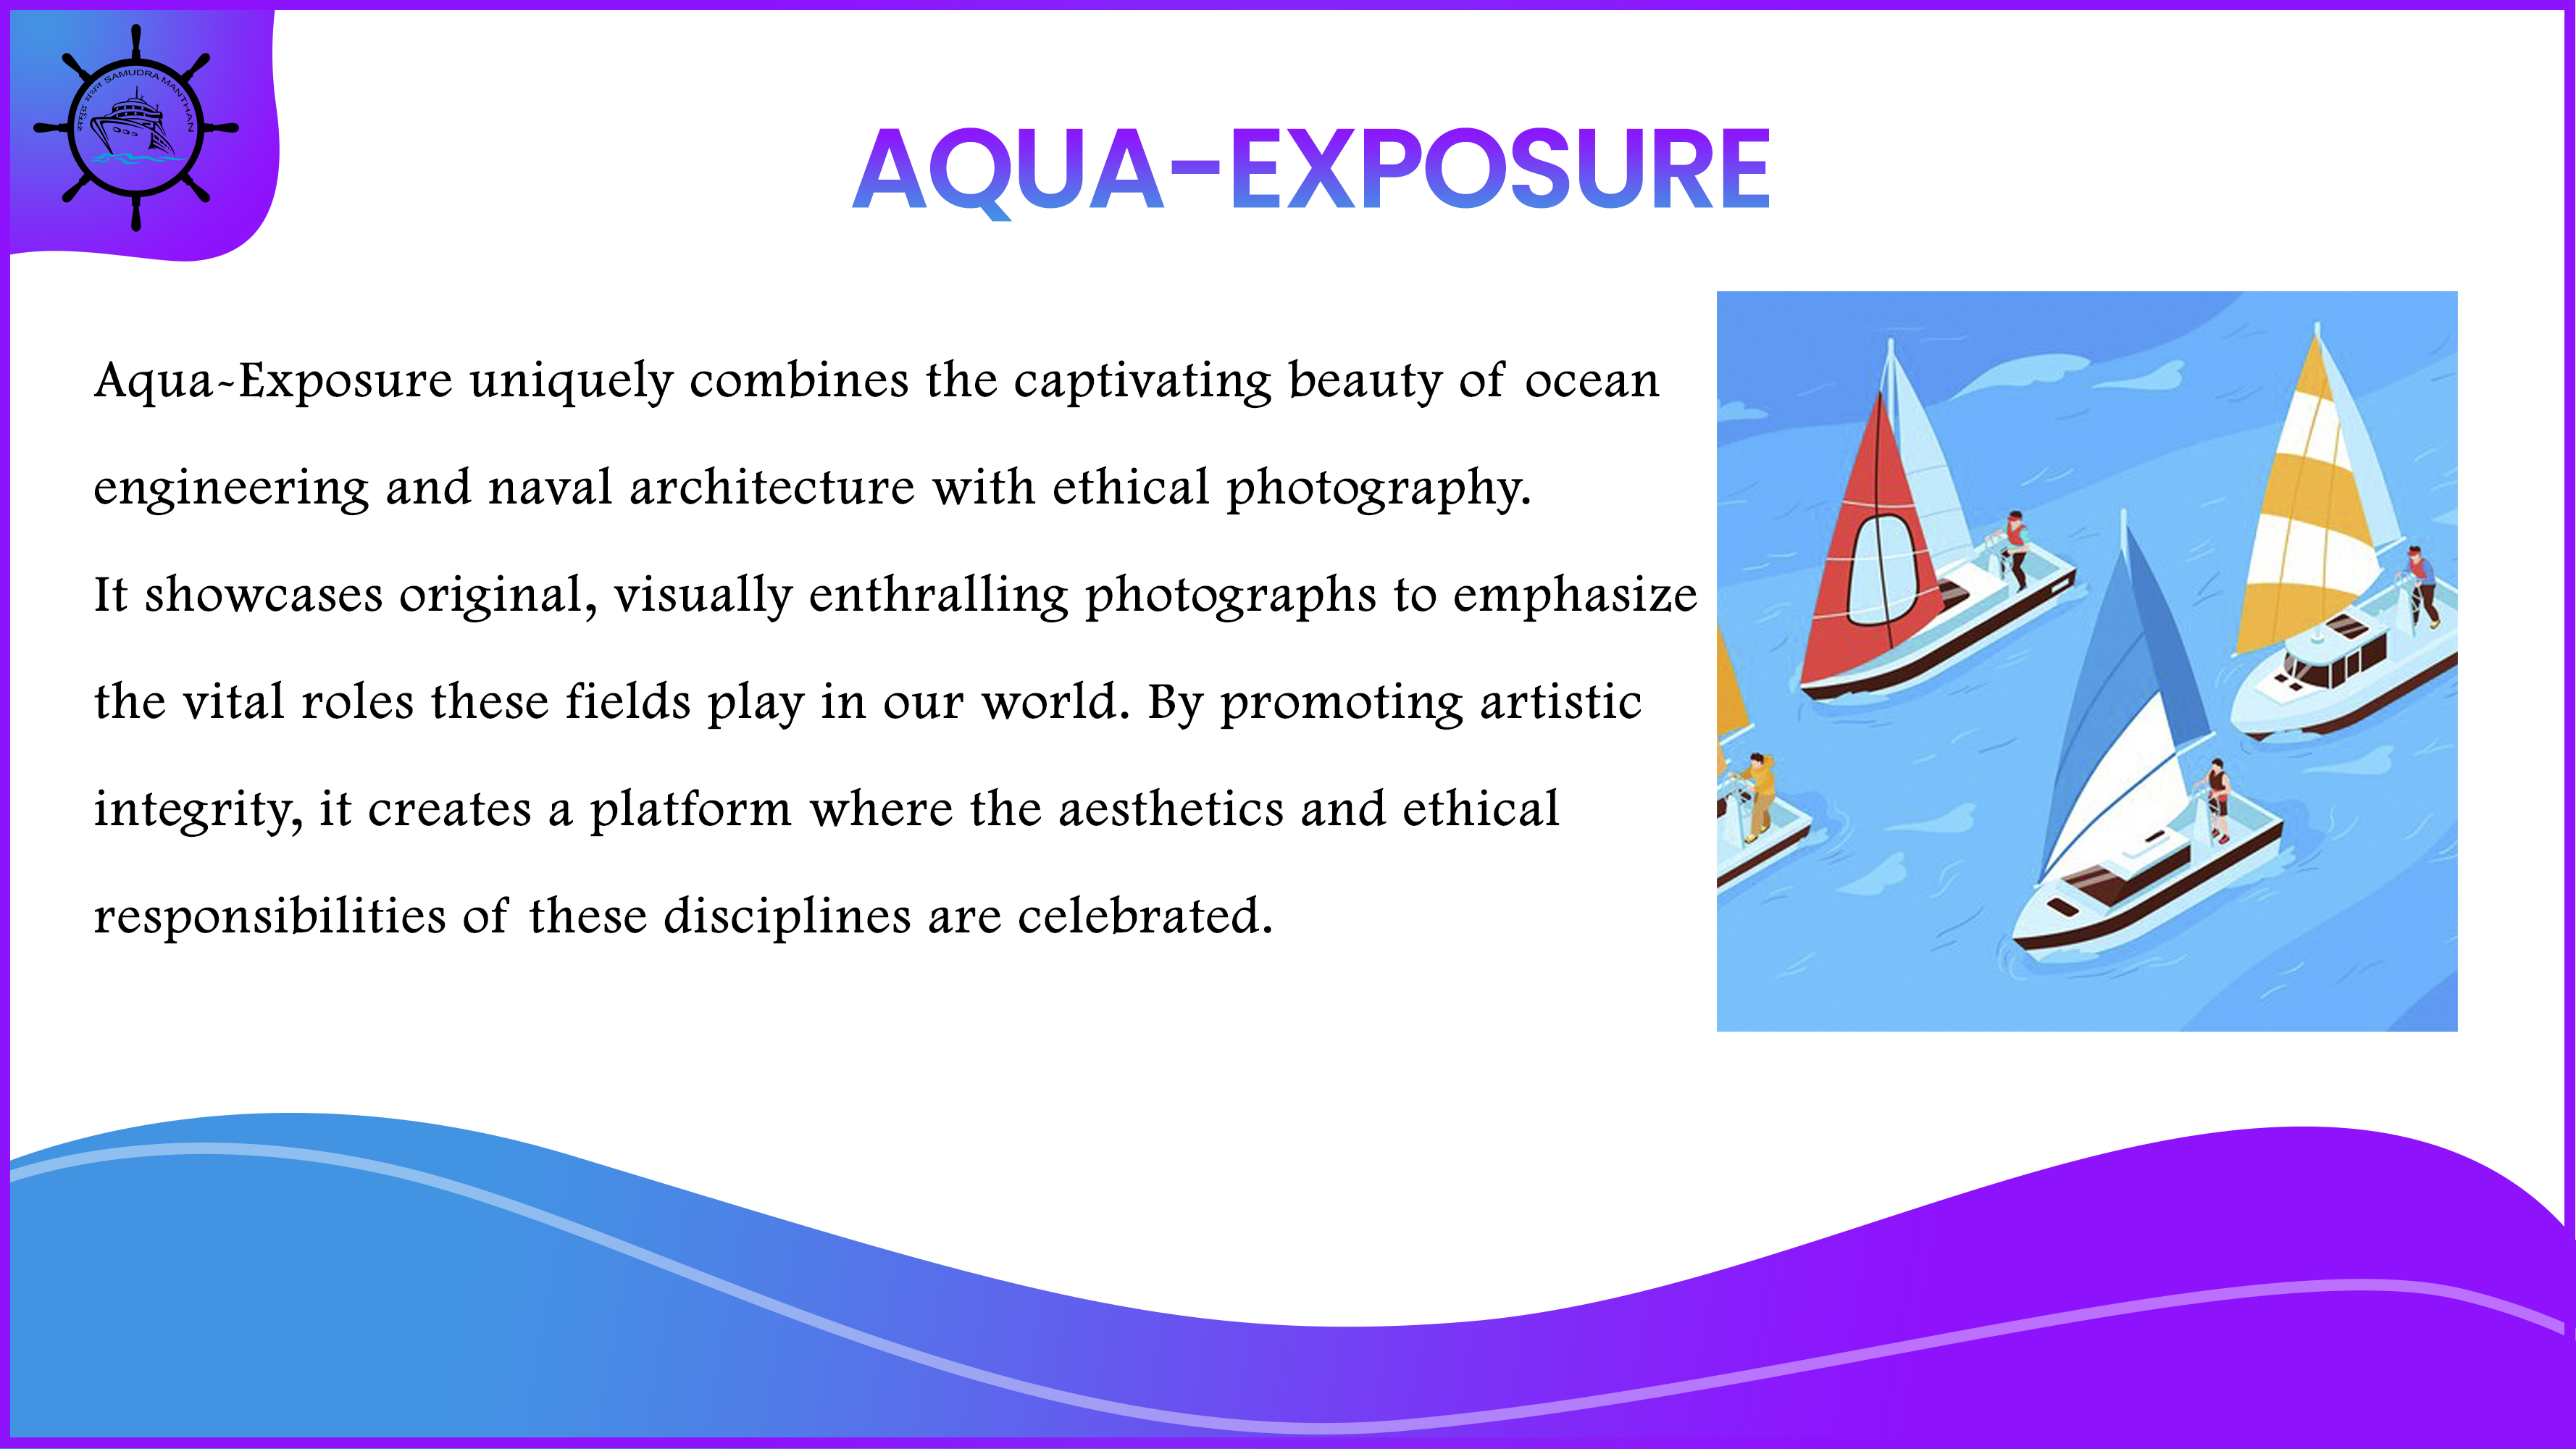 समुद्र मंथन SAMUDRA MANTHAN
AQUA-EXPOSURE
Aqua-Exposure uniquely combines the captivating beauty of ocean
engineering and naval architecture with ethical photography.
It showcases original, visually enthralling photographs to emphasize
the vital roles these fields play in our world. By promoting artistic
integrity, it creates a platform where the aesthetics and ethical
responsibilities of these disciplines are celebrated.